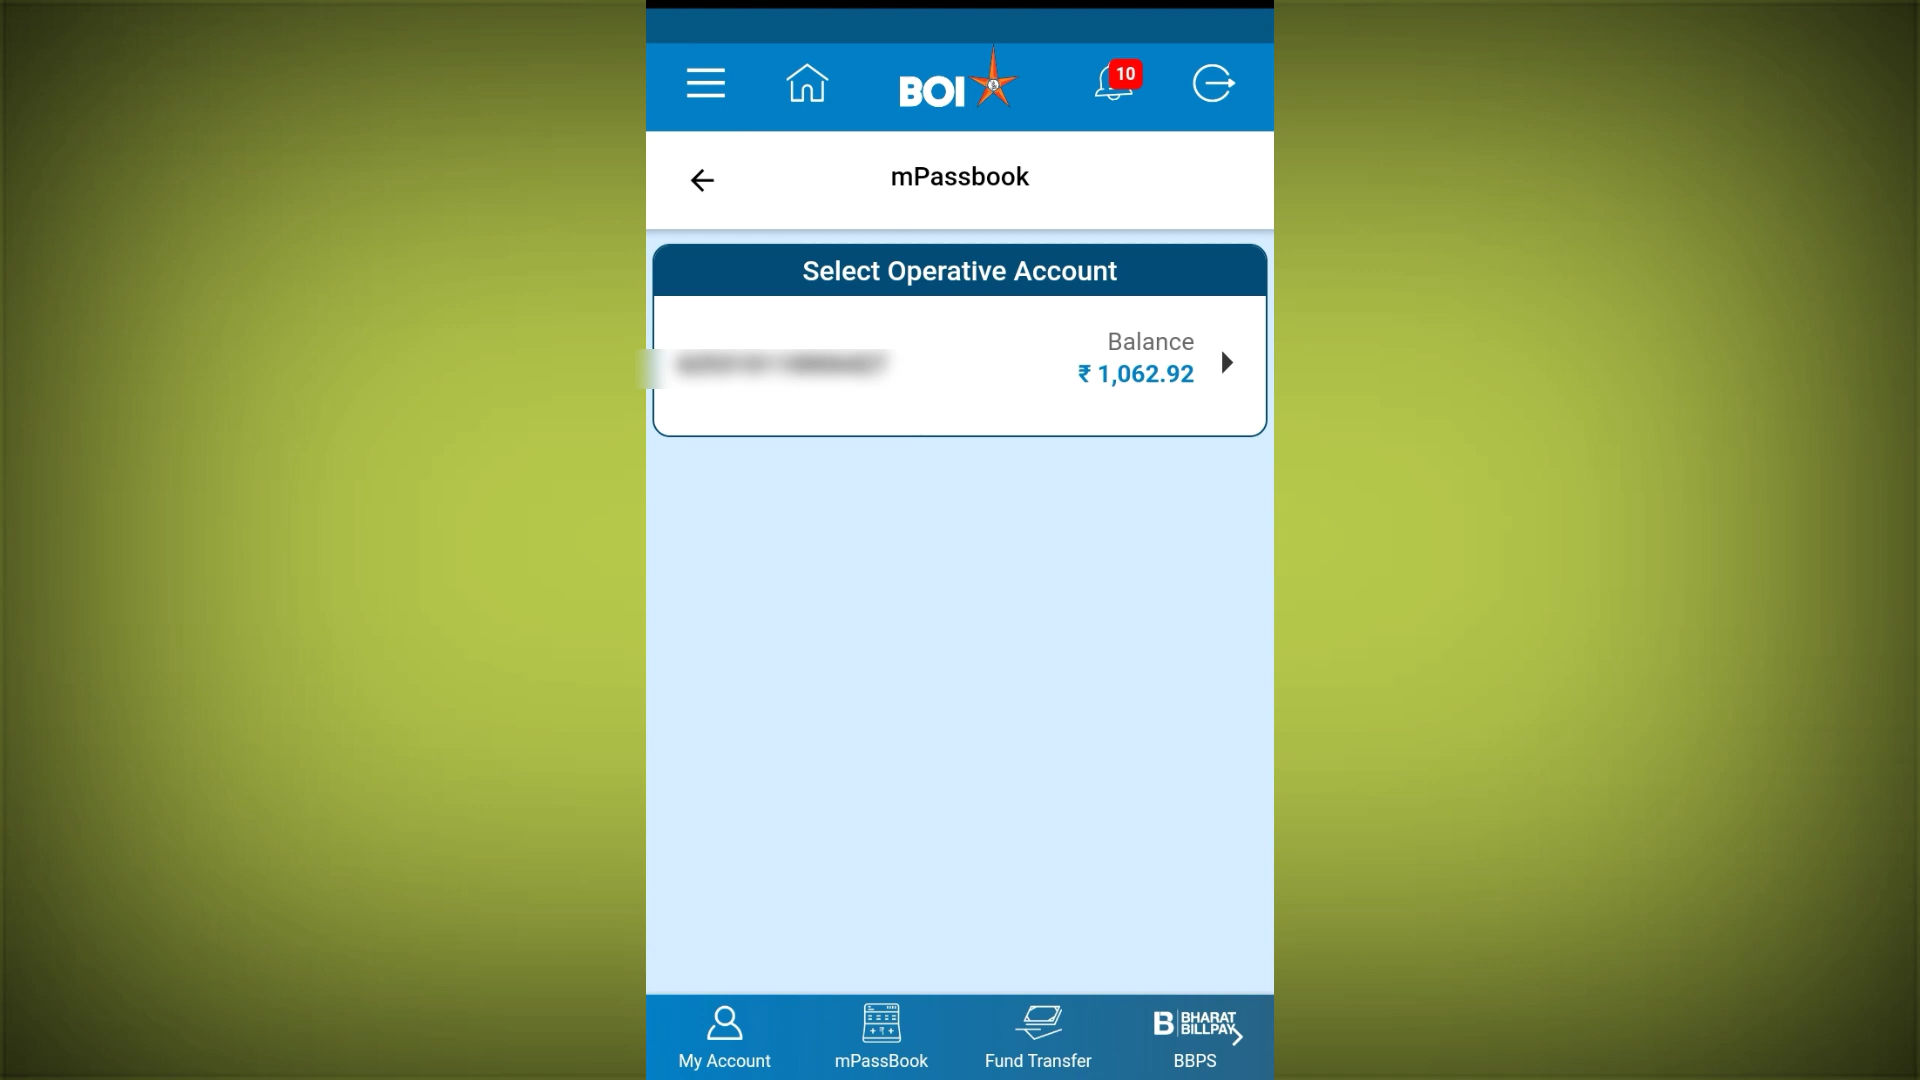 BOI
10
mPassbook
Select Operative Account
Balance
₹ 1,062.92
My Account
mPassBook
Fund Transfer
B BHARAT
BILLPAY
BBPS